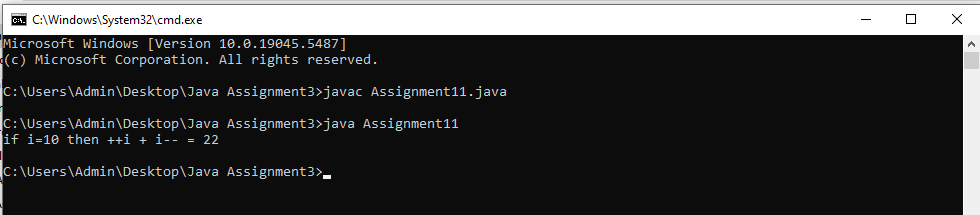 C:\Windows\System32\cmd.exe
Microsoft Windows [Version 10.0.19045.5487]
(c) Microsoft Corporation. All rights reserved.
C:\Users\Admin\Desktop\Java Assignment3>javac Assignment11.java
C:\Users\Admin\Desktop\Java Assignment3>java Assignment11
if i=10 then ++i + i-- = 22
C:\Users\Admin\Desktop\Java Assignment3>